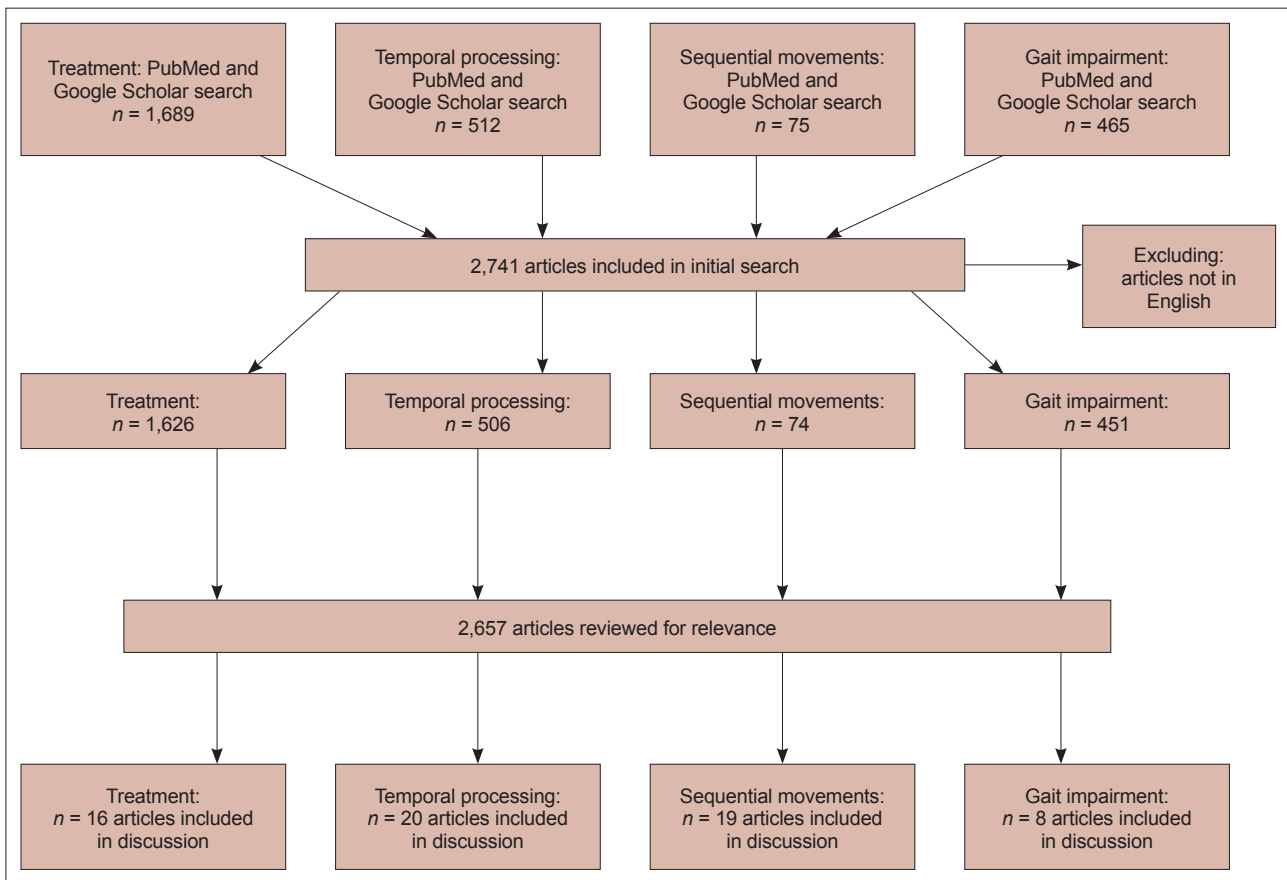 Treatment: PubMed and
Google Scholar search
n = 1,689
Temporal processing:
PubMed and
Google Scholar search
n = 512
Sequential movements:
PubMed and
Google Scholar search
n = 75
Gait impairment:
PubMed and
Google Scholar search
n = 465
2,741 articles included in initial search
Excluding:
articles not in
English
Treatment:
n = 1,626
Temporal processing:
n = 506
Sequential movements:
n = 74
Gait impairment:
n = 451
2,657 articles reviewed for relevance
Treatment:
n = 16 articles included
in discussion
Temporal processing:
n = 20 articles included
in discussion
Sequential movements:
n = 19 articles included
in discussion
Gait impairment:
n = 8 articles included
in discussion